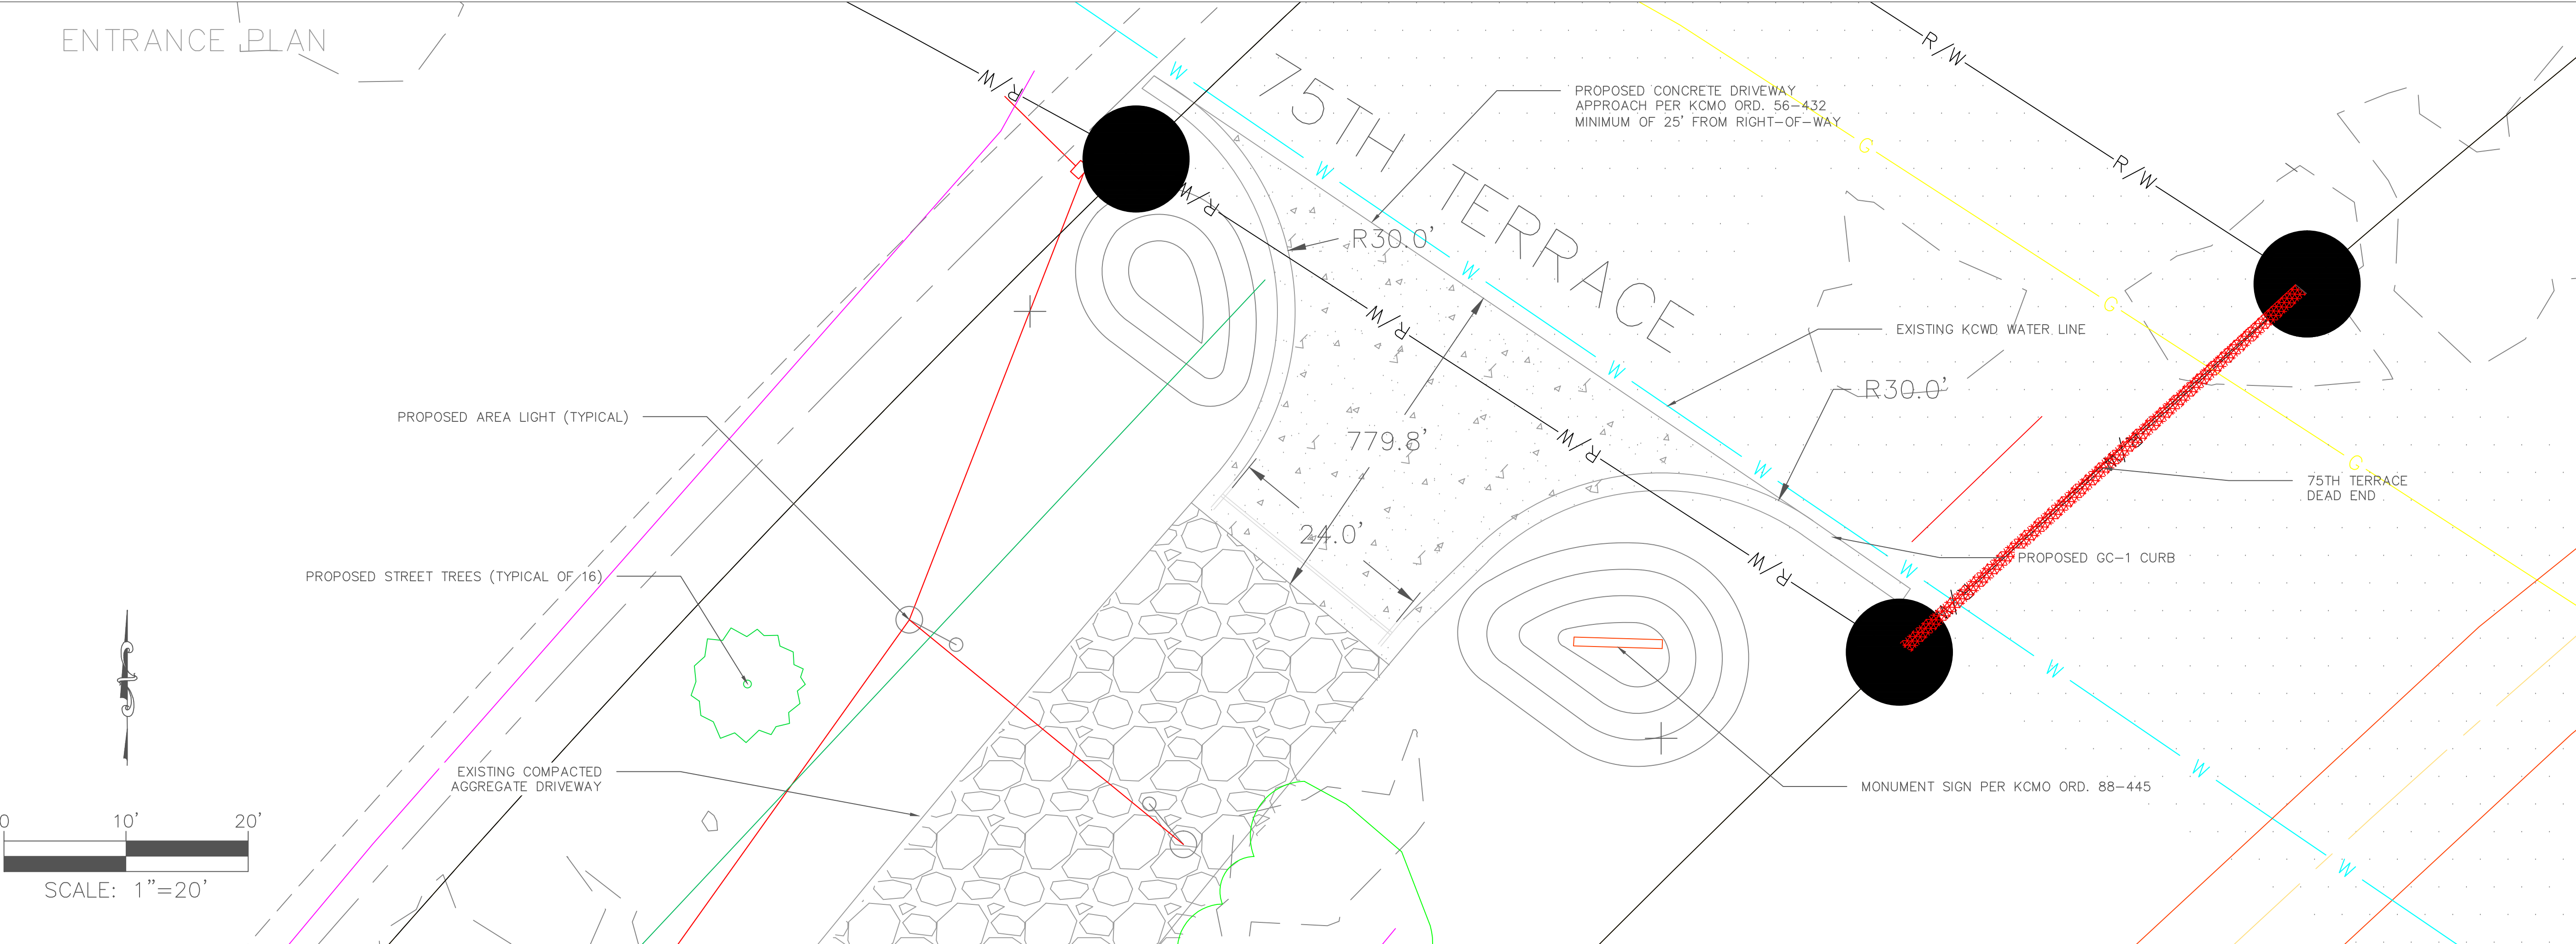 ENTRANCE PLAN
R/W
W
75TH TERRACE
PROPOSED CONCRETE DRIVEWAY
APPROACH PER KCMO ORD. 56-432
MINIMUM OF 25' FROM RIGHT-OF-WAY
R/W
G
R/W
R/W
W
R30.0'
W
R/W
W
G
EXISTING KCWD WATER LINE
R30.0'
PROPOSED AREA LIGHT (TYPICAL)
779.8'
R/W
W
G
75TH TERRACE
DEAD END
24.0'
R/W
W
PROPOSED GC-1 CURB
PROPOSED STREET TREES (TYPICAL OF 16)
W
W
EXISTING COMPACTED
AGGREGATE DRIVEWAY
MONUMENT SIGN PER KCMO ORD. 88-445
W
0 10' 20'
SCALE: 1"=20'